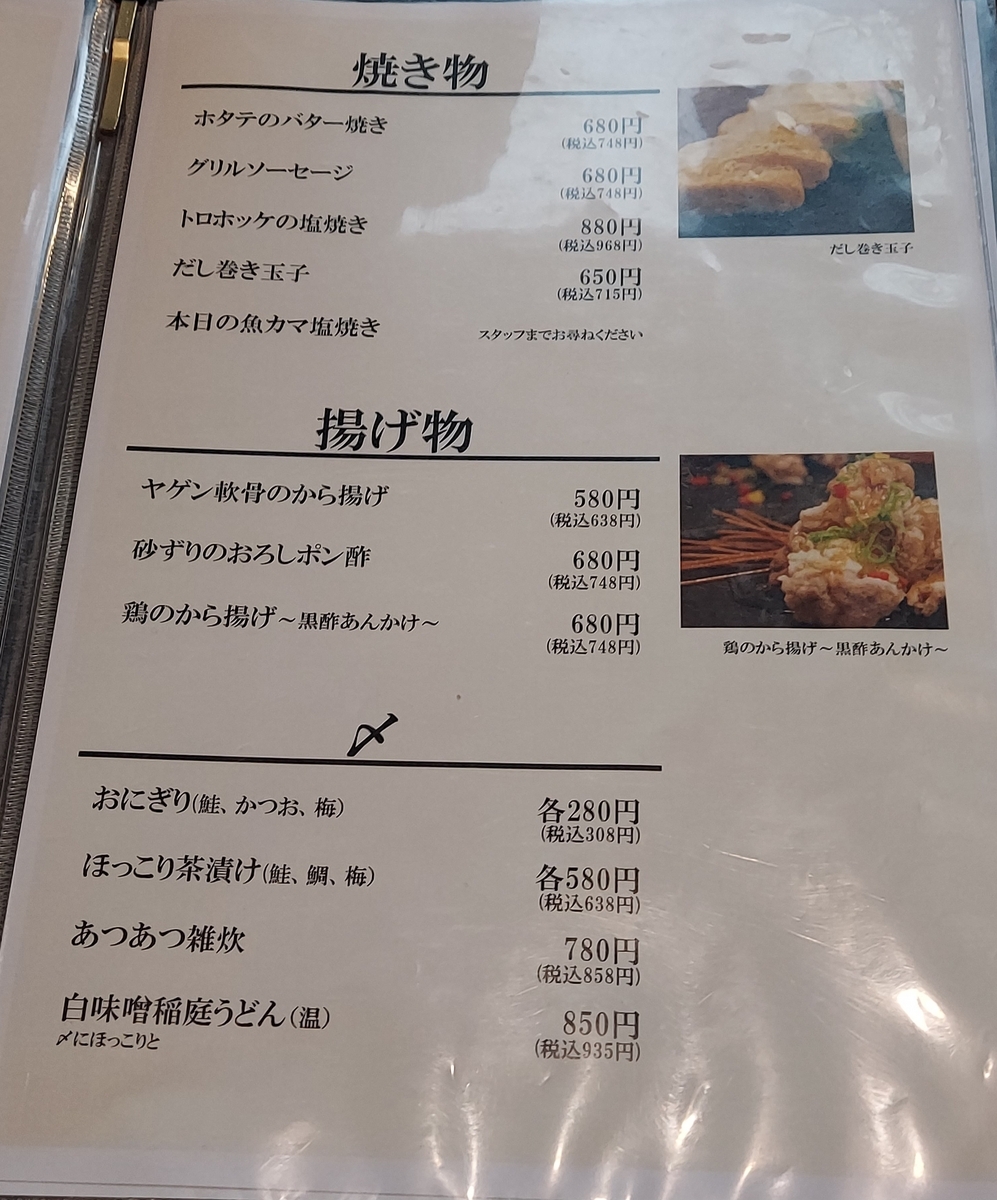 焼き物
ホタテのバター焼き 680円
(税込748円)
グリルソーセージ 680円
(税込748円)
トロホッケの塩焼き 880円
(税込968円)
だし巻き玉子 650円
(税込715円)
本日の魚カマ塩焼き スタッフまでお尋ねください
だし巻き玉子
揚げ物
ヤゲン軟骨のから揚げ 580円
(税込638円)
砂ずりのおろしポン酢 680円
(税込748円)
鶏のから揚げ～黒酢あんかけ～ 680円
(税込748円)
鶏のから揚げ～黒酢あんかけ～
〆
おにぎり(鮭、かつお、梅) 各280円
(税込308円)
ほっこり茶漬け(鮭、鯛、梅) 各580円
(税込638円)
あつあつ雑炊 780円
(税込858円)
白味噌稲庭うどん(温) 850円
〆にほっこりと (税込935円)